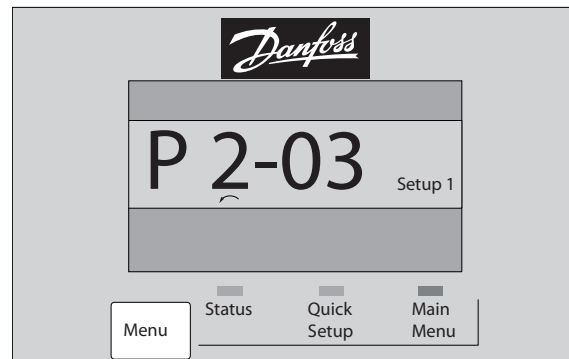 Danfoss
P 2-03
Setup 1
Menu
Status
Quick
Setup
Main
Menu